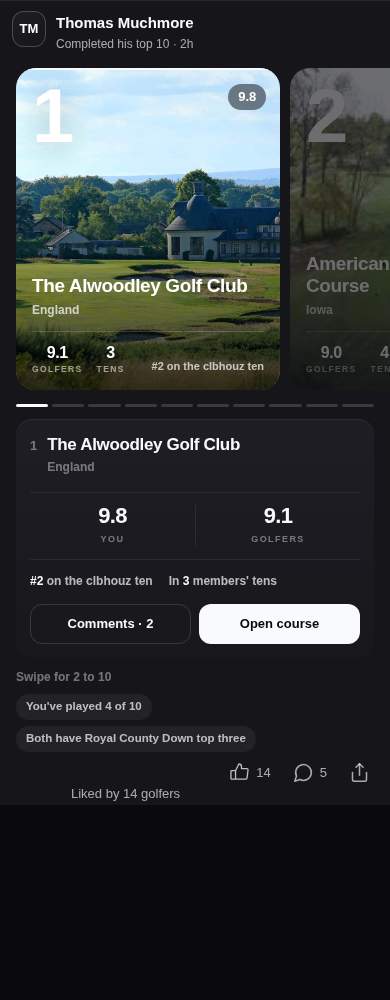 TM
Thomas Muchmore
Completed his top 10 · 2h
1
9.8
The Alwoodley Golf Club
England
9.1
GOLFERS
3
TENS
#2 on the clbhouz ten
2
American
Course
Iowa
9.0
GOLFERS
4
TEN
1
The Alwoodley Golf Club
England
9.8
YOU
9.1
GOLFERS
#2 on the clbhouz ten
In 3 members' tens
Comments · 2
Open course
Swipe for 2 to 10
You've played 4 of 10
Both have Royal County Down top three
14
5
Liked by 14 golfers